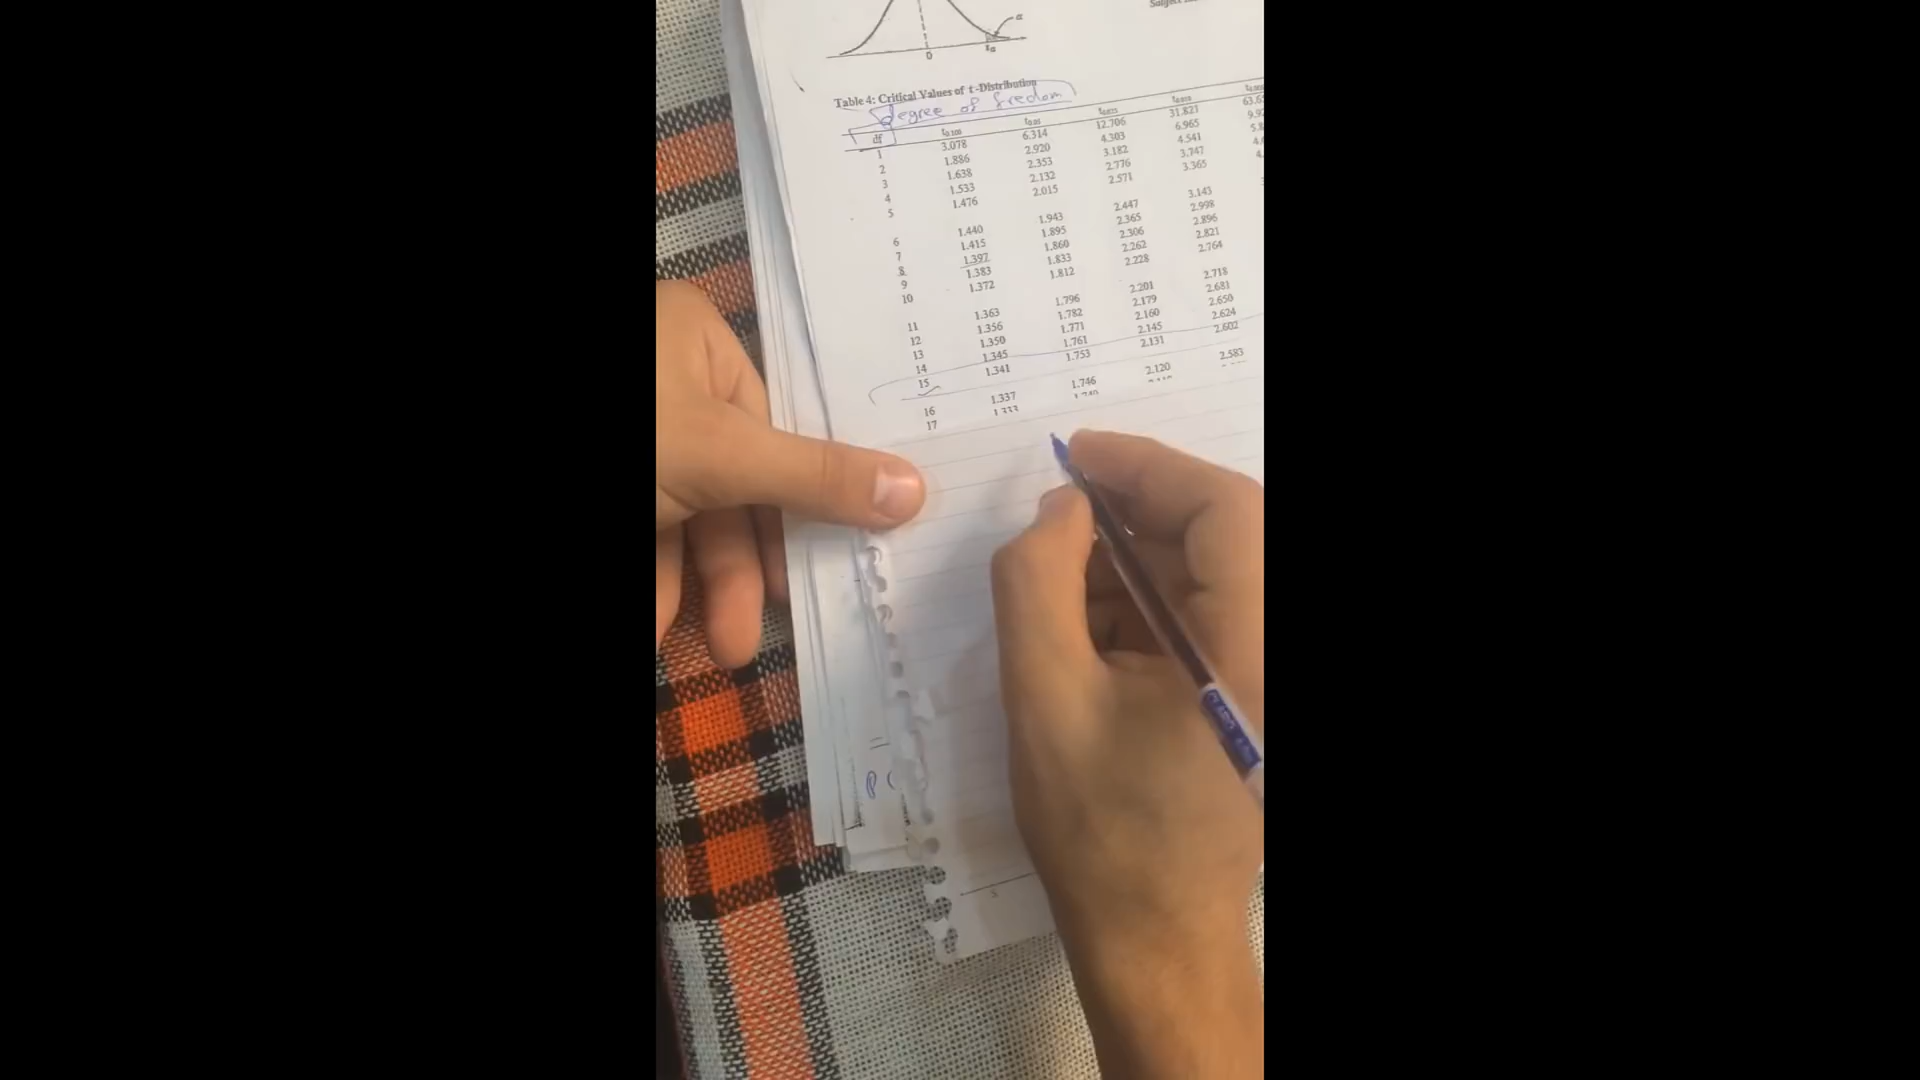 α
0
tα
Table 4: Critical Values of t-Distribution
degree of fredom
df t0.100 t0.05 t0.025 t0.010
1 3.078 6.314 12.706 31.821
2 1.886 2.920 4.303 6.965
3 1.638 2.353 3.182 4.541
4 1.533 2.132 2.776 3.747
5 1.476 2.015 2.571 3.365
6 1.440 1.943 2.447 3.143
7 1.415 1.895 2.365 2.998
8 1.397 1.860 2.306 2.896
9 1.383 1.833 2.262 2.821
10 1.372 1.812 2.228 2.764
11 1.363 1.796 2.201 2.718
12 1.356 1.782 2.179 2.681
13 1.350 1.771 2.160 2.650
14 1.345 1.761 2.145 2.624
15 1.341 1.753 2.131 2.602
16 1.337 1.746 2.120 2.583
17 1.333 1.740
P(